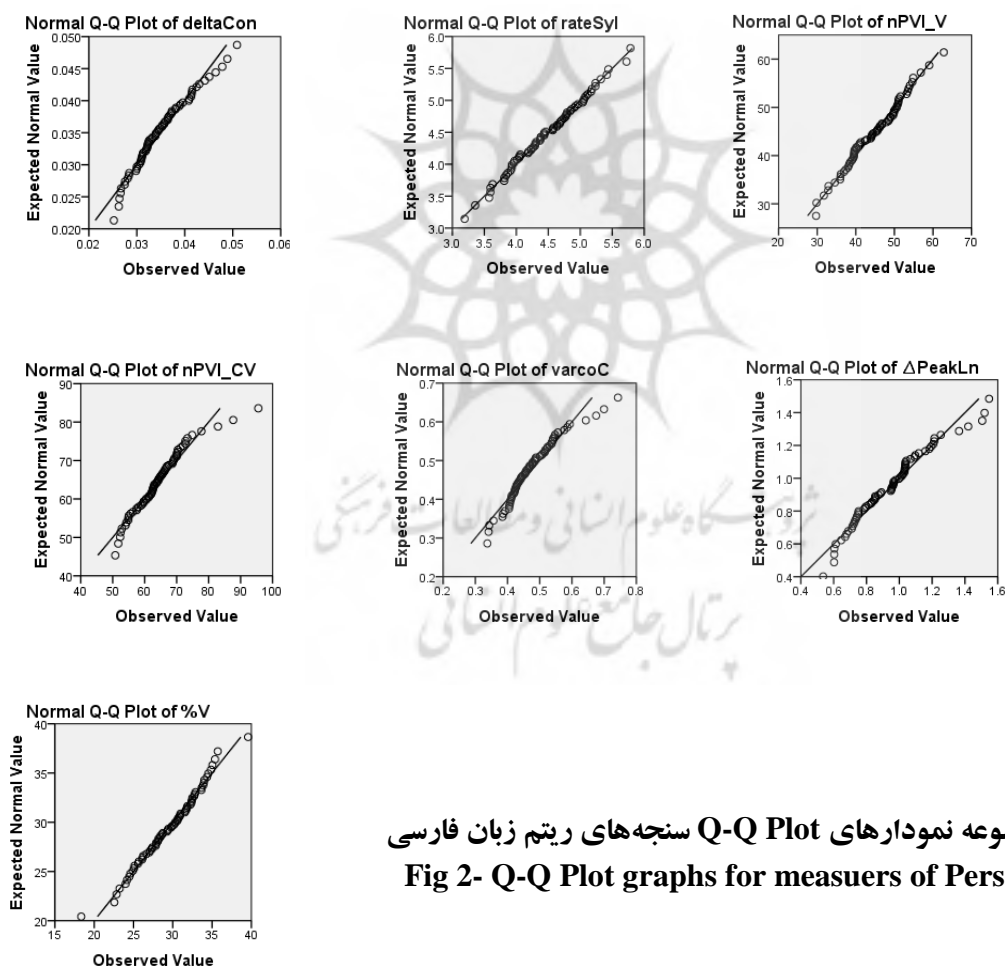 Normal Q-Q Plot of deltaCon
Expected Normal Value
0.050
0.040
0.030
0.020
0.02 0.03 0.04 0.05 0.06
Observed Value
Normal Q-Q Plot of rateSyl
Expected Normal Value
6.0
5.5
5.0
4.5
4.0
3.5
3.0
3.0 3.5 4.0 4.5 5.0 5.5 6.0
Observed Value
Normal Q-Q Plot of nPVI_V
Expected Normal Value
60
50
40
30
20 30 40 50 60 70
Observed Value
Normal Q-Q Plot of nPVI_CV
Expected Normal Value
90
80
70
60
50
40
40 50 60 70 80 90 100
Observed Value
Normal Q-Q Plot of varcoC
Expected Normal Value
0.7
0.6
0.5
0.4
0.3
0.2
0.2 0.3 0.4 0.5 0.6 0.7 0.8
Observed Value
Normal Q-Q Plot of ΔPeakLn
Expected Normal Value
1.6
1.4
1.2
1.0
0.8
0.6
0.4
0.4 0.6 0.8 1.0 1.2 1.4 1.6
Observed Value
پژوهشگاه علوم انسانی و مطالعات فرهنگی
پرتال جامع علوم انسانی
Normal Q-Q Plot of %V
Expected Normal Value
40
35
30
25
20
15 20 25 30 35 40
Observed Value
وعه نمودارهای Q-Q Plot سنجه‌های ریتم زبان فارسی
Fig 2- Q-Q Plot graphs for measuers of Pers